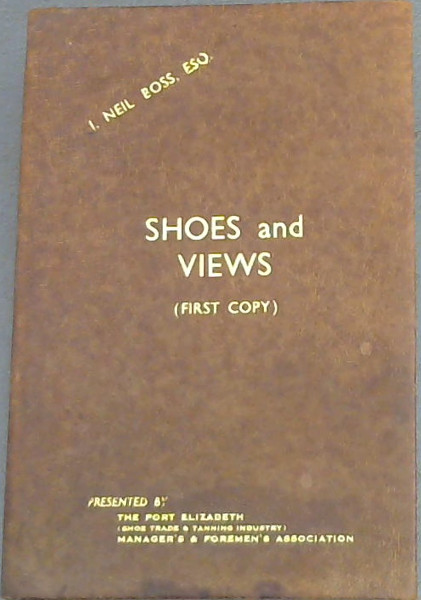 I. NEIL BOSS, ESQ.
SHOES and
VIEWS
(FIRST COPY)
PRESENTED BY
THE PORT ELIZABETH
(SHOE TRADE & TANNING INDUSTRY)
MANAGER'S & FOREMEN'S ASSOCIATION